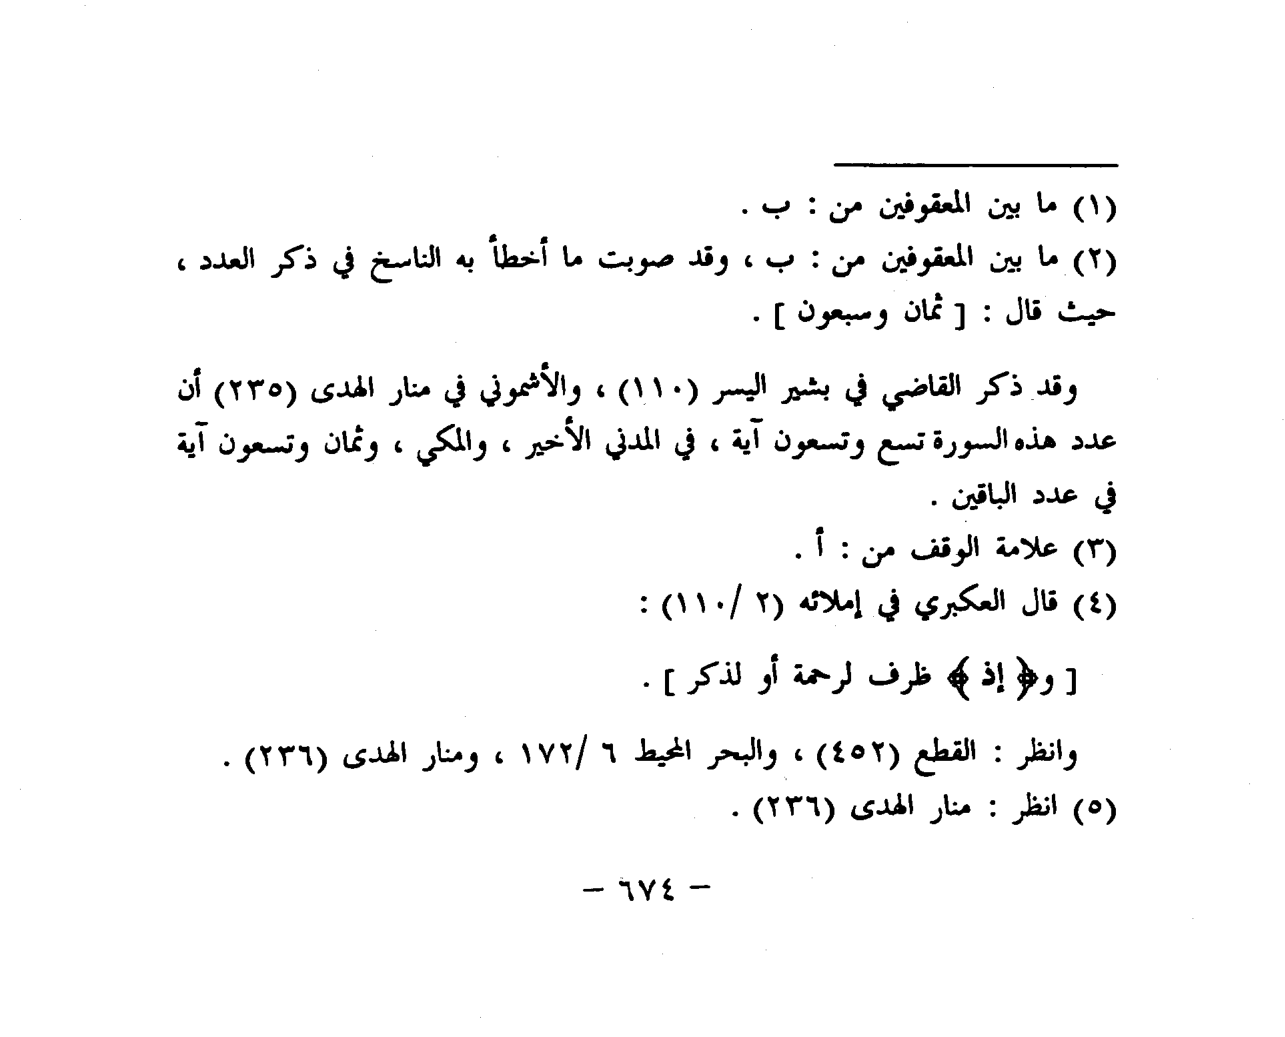 (١) ما بين المعقوفين من : ب .
(٢) ما بين المعقوفين من : ب ، وقد صوبت ما أخطأ به الناسخ في ذكر العدد ،
حيث قال : [ ثمان وسبعون ] .
وقد ذكر القاضي في بشير اليسر (١١٠) ، والأشموني في منار الهدى (٢٣٥) أن
عدد هذه السورة تسع وتسعون آية ، في المدني الأخير ، والمكي ، وثمان وتسعون آية
في عدد الباقين .
(٣) علامة الوقف من : أ .
(٤) قال العكبري في إملائه (٢ /١١٠) :
[ و﴿ إذ ﴾ ظرف لرحمة أو لذكر ] .
وانظر : القطع (٤٥٢) ، والبحر المحيط ٦ /١٧٢ ، ومنار الهدى (٢٣٦) .
(٥) انظر : منار الهدى (٢٣٦) .
– ٦٧٤ –